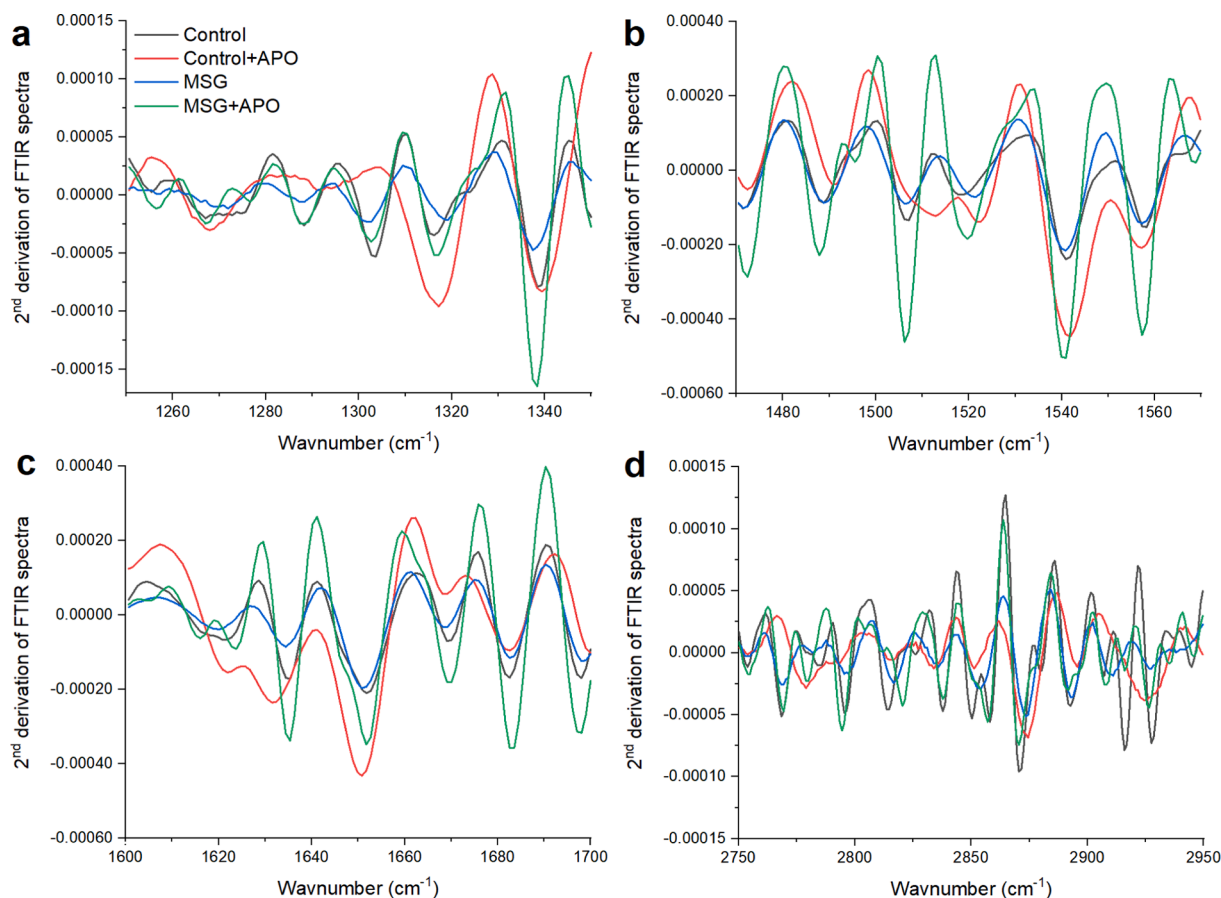 a
Control
Control+APO
MSG
MSG+APO
2nd derivation of FTIR spectra
0.00015
0.00010
0.00005
0.00000
-0.00005
-0.00010
-0.00015
1260
1280
1300
1320
1340
Wavnumber (cm-1)
b
2nd derivation of FTIR spectra
0.00040
0.00020
0.00000
-0.00020
-0.00040
-0.00060
1480
1500
1520
1540
1560
Wavnumber (cm-1)
c
2nd derivation of FTIR spectra
0.00040
0.00020
0.00000
-0.00020
-0.00040
-0.00060
1600
1620
1640
1660
1680
1700
Wavnumber (cm-1)
d
2nd derivation of FTIR spectra
0.00015
0.00010
0.00005
0.00000
-0.00005
-0.00010
-0.00015
2750
2800
2850
2900
2950
Wavnumber (cm-1)